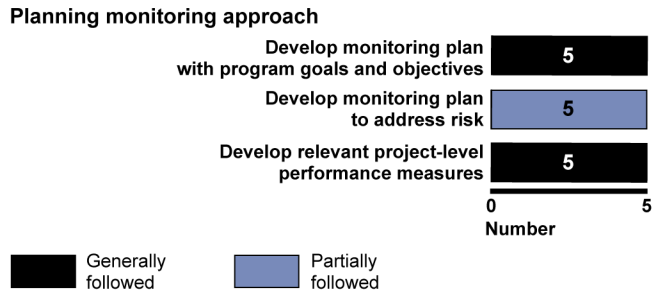 Planning monitoring approach
Develop monitoring plan
with program goals and objectives
5
Develop monitoring plan
to address risk
5
Develop relevant project-level
performance measures
5
0 5
Number
Generally
followed
Partially
followed